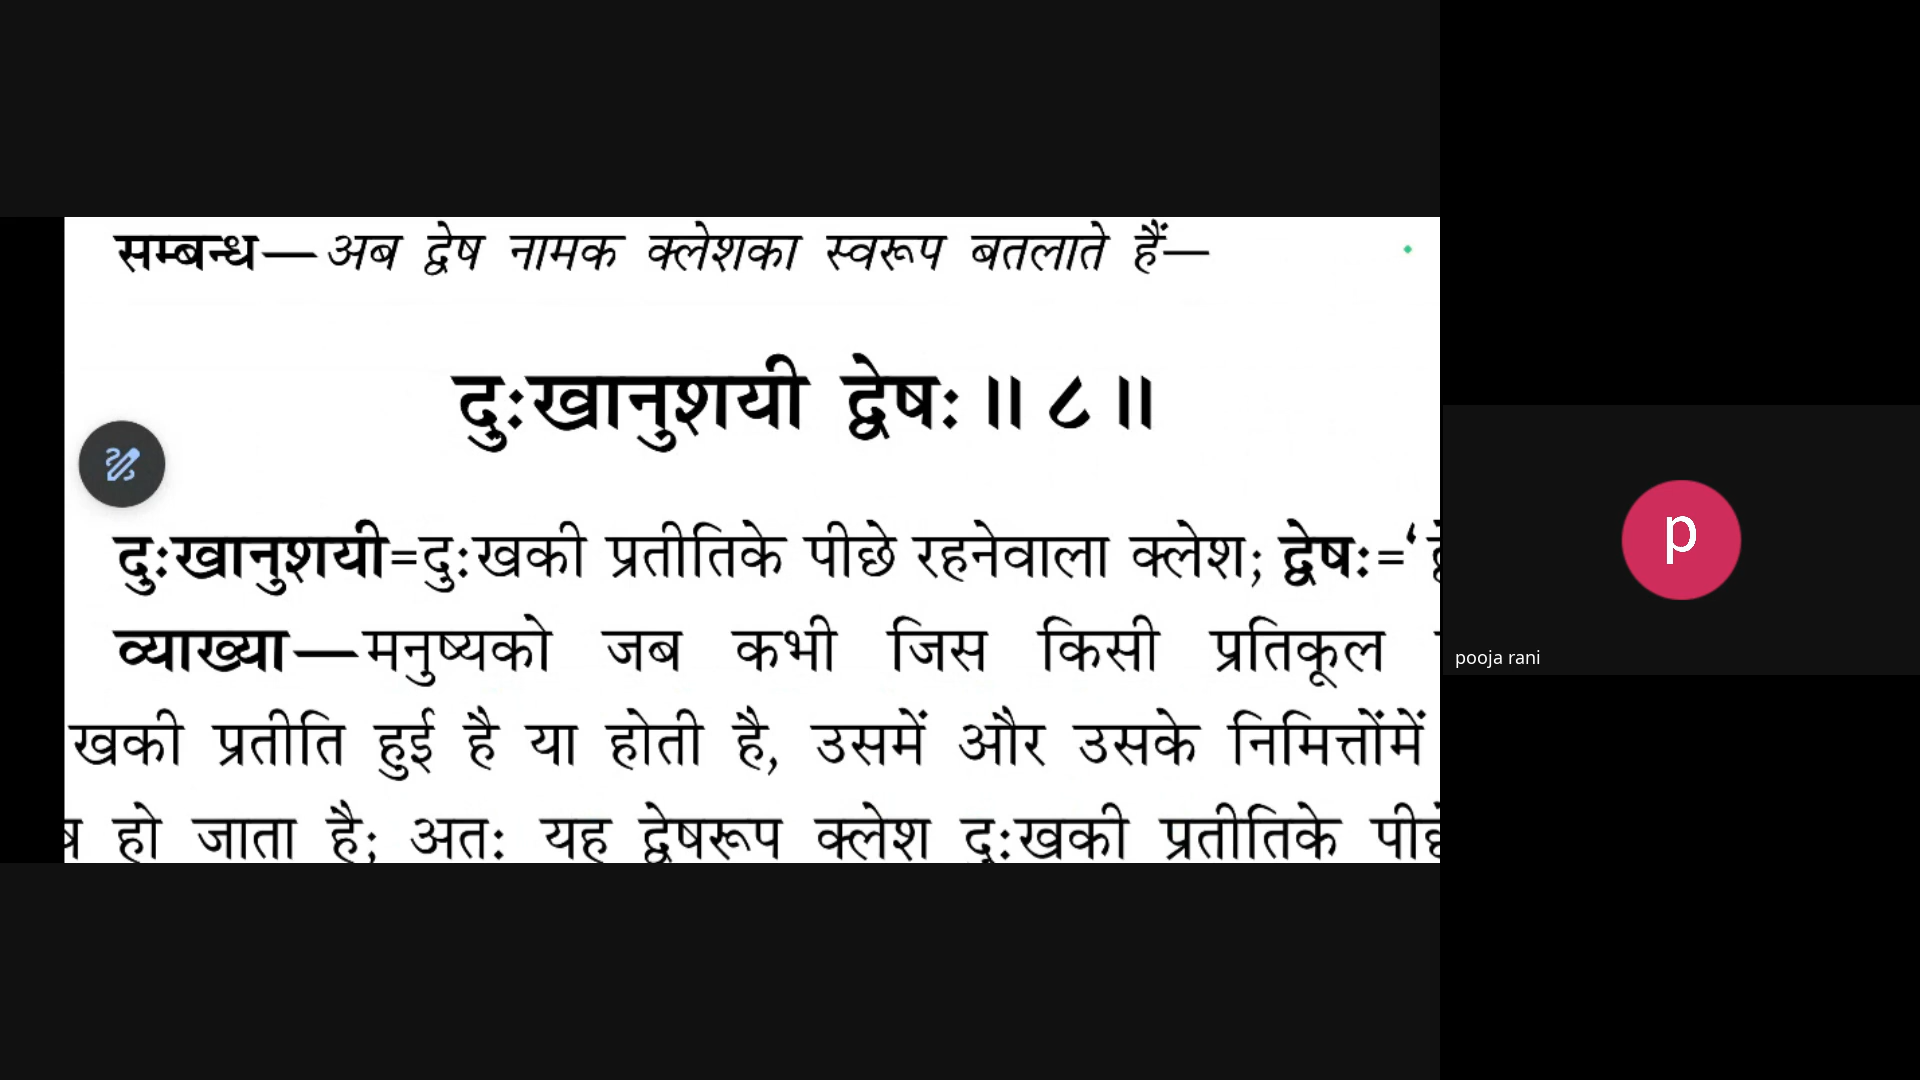 सम्बन्ध—अब द्वेष नामक क्लेशका स्वरूप बतलाते हैं—
दुःखानुशयी द्वेषः॥ ८॥
दुःखानुशयी=दुःखकी प्रतीतिके पीछे रहनेवाला क्लेश; द्वेषः=‘
व्याख्या—मनुष्यको जब कभी जिस किसी प्रतिकूल
खकी प्रतीति हुई है या होती है, उसमें और उसके निमित्तोंमें
हो जाता है; अतः यह द्वेषरूप क्लेश दुःखकी प्रतीतिके
p
pooja rani